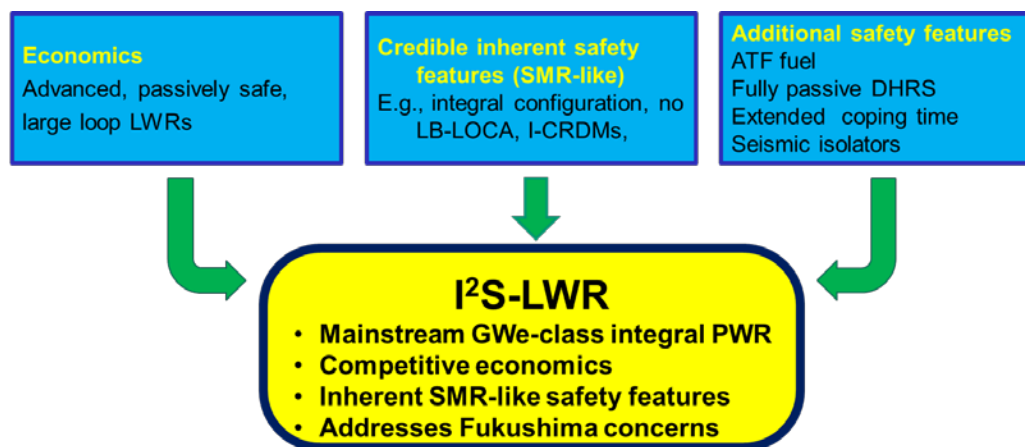 Economics
Advanced, passively safe,
large loop LWRs
Credible inherent safety
features (SMR-like)
E.g., integral configuration, no
LB-LOCA, I-CRDMs,
Additional safety features
ATF fuel
Fully passive DHRS
Extended coping time
Seismic isolators
I²S-LWR
• Mainstream GWe-class integral PWR
• Competitive economics
• Inherent SMR-like safety features
• Addresses Fukushima concerns